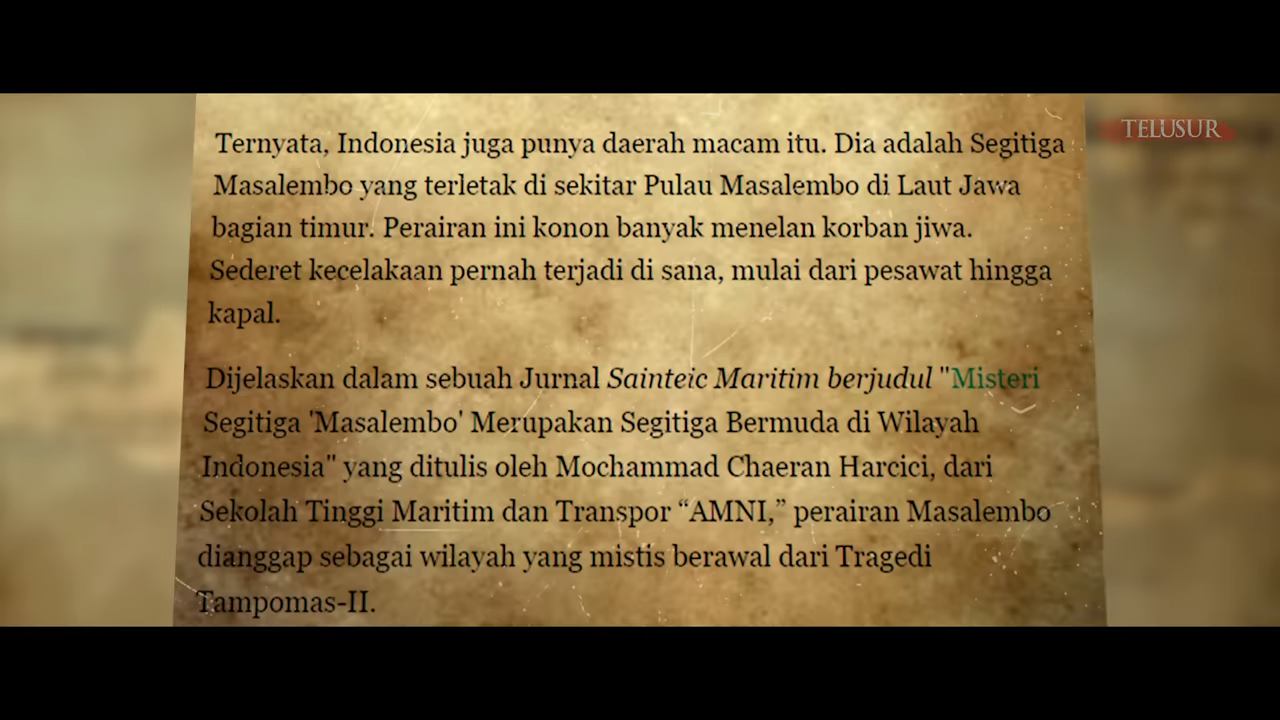 TELUSUR
Ternyata, Indonesia juga punya daerah macam itu. Dia adalah Segitiga
Masalembo yang terletak di sekitar Pulau Masalembo di Laut Jawa
bagian timur. Perairan ini konon banyak menelan korban jiwa.
Sederet kecelakaan pernah terjadi di sana, mulai dari pesawat hingga
kapal.
Dijelaskan dalam sebuah Jurnal Sainteic Maritim berjudul "Misteri
Segitiga 'Masalembo' Merupakan Segitiga Bermuda di Wilayah
Indonesia" yang ditulis oleh Mochammad Chaeran Harcici, dari
Sekolah Tinggi Maritim dan Transpor “AMNI,” perairan Masalembo
dianggap sebagai wilayah yang mistis berawal dari Tragedi
Tampomas-II.